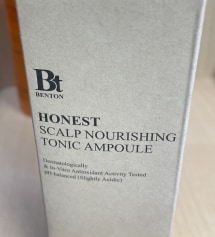 Bt
BENTON
HONEST
SCALP NOURISHING
TONIC AMPOULE
Dermatologically
& In-Vitro Antioxidant Activity Tested
pH-balanced (Slightly Acidic)